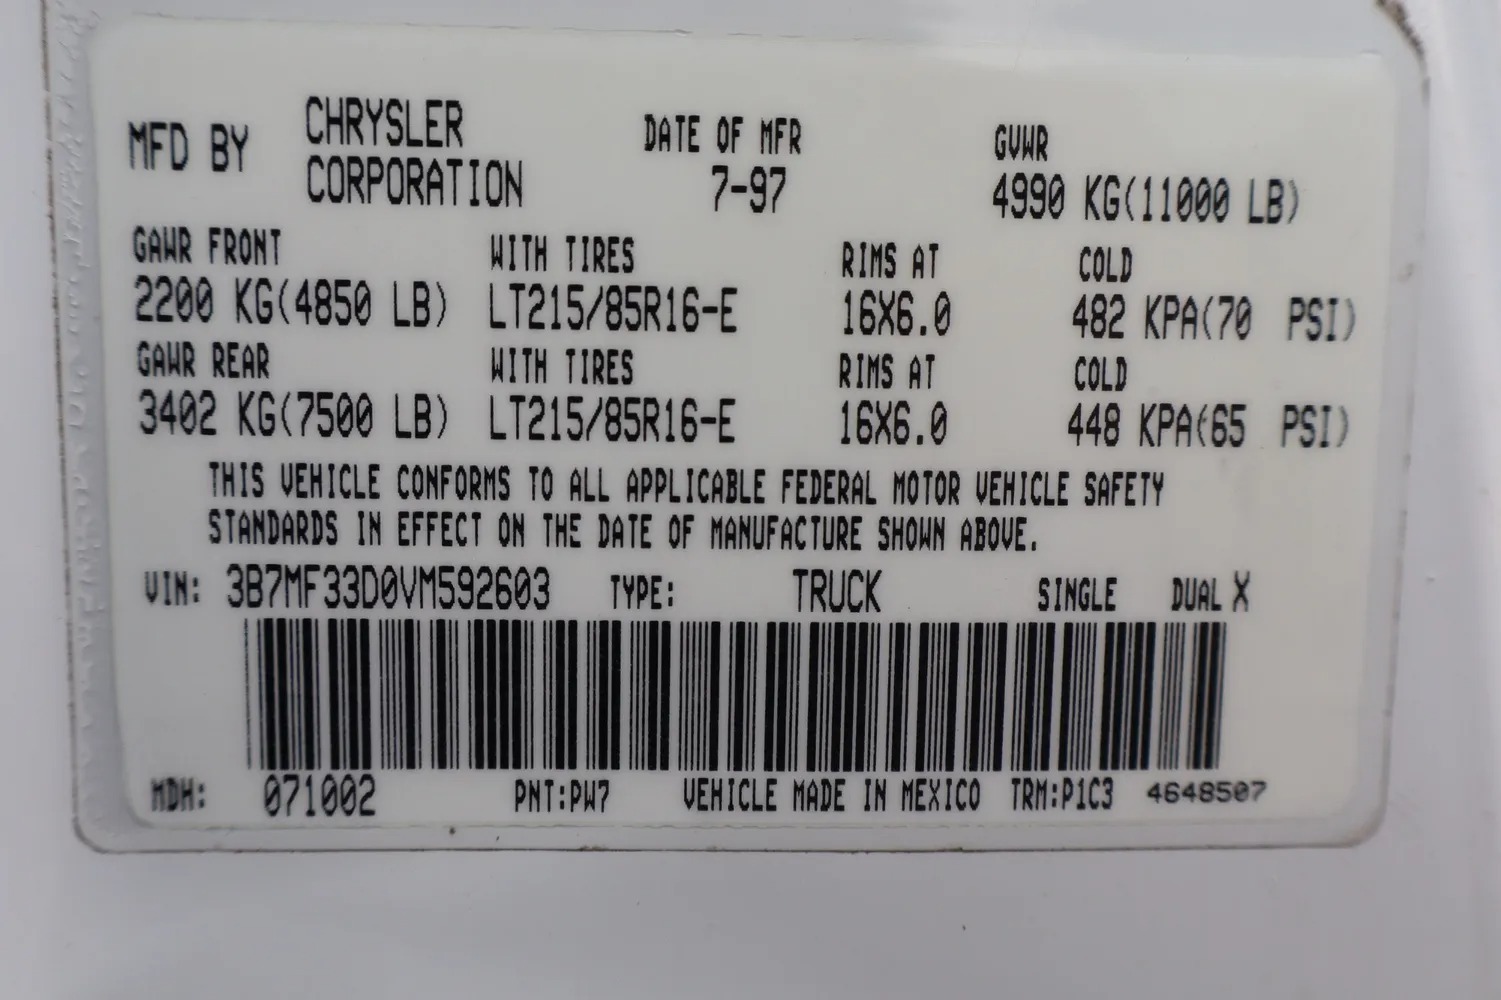 MFD BY CHRYSLER CORPORATION DATE OF MFR 7-97 GVWR 4990 KG(11000 LB)
GAWR FRONT WITH TIRES RIMS AT COLD
2200 KG(4850 LB) LT215/85R16-E 16X6.0 482 KPA(70 PSI)
GAWR REAR WITH TIRES RIMS AT COLD
3402 KG(7500 LB) LT215/85R16-E 16X6.0 448 KPA(65 PSI)
THIS VEHICLE CONFORMS TO ALL APPLICABLE FEDERAL MOTOR VEHICLE SAFETY
STANDARDS IN EFFECT ON THE DATE OF MANUFACTURE SHOWN ABOVE.
VIN: 3B7MF33D0VM592603 TYPE: TRUCK SINGLE DUAL X
MDH: 071002 PNT:PW7 VEHICLE MADE IN MEXICO TRM:P1C3 4648507